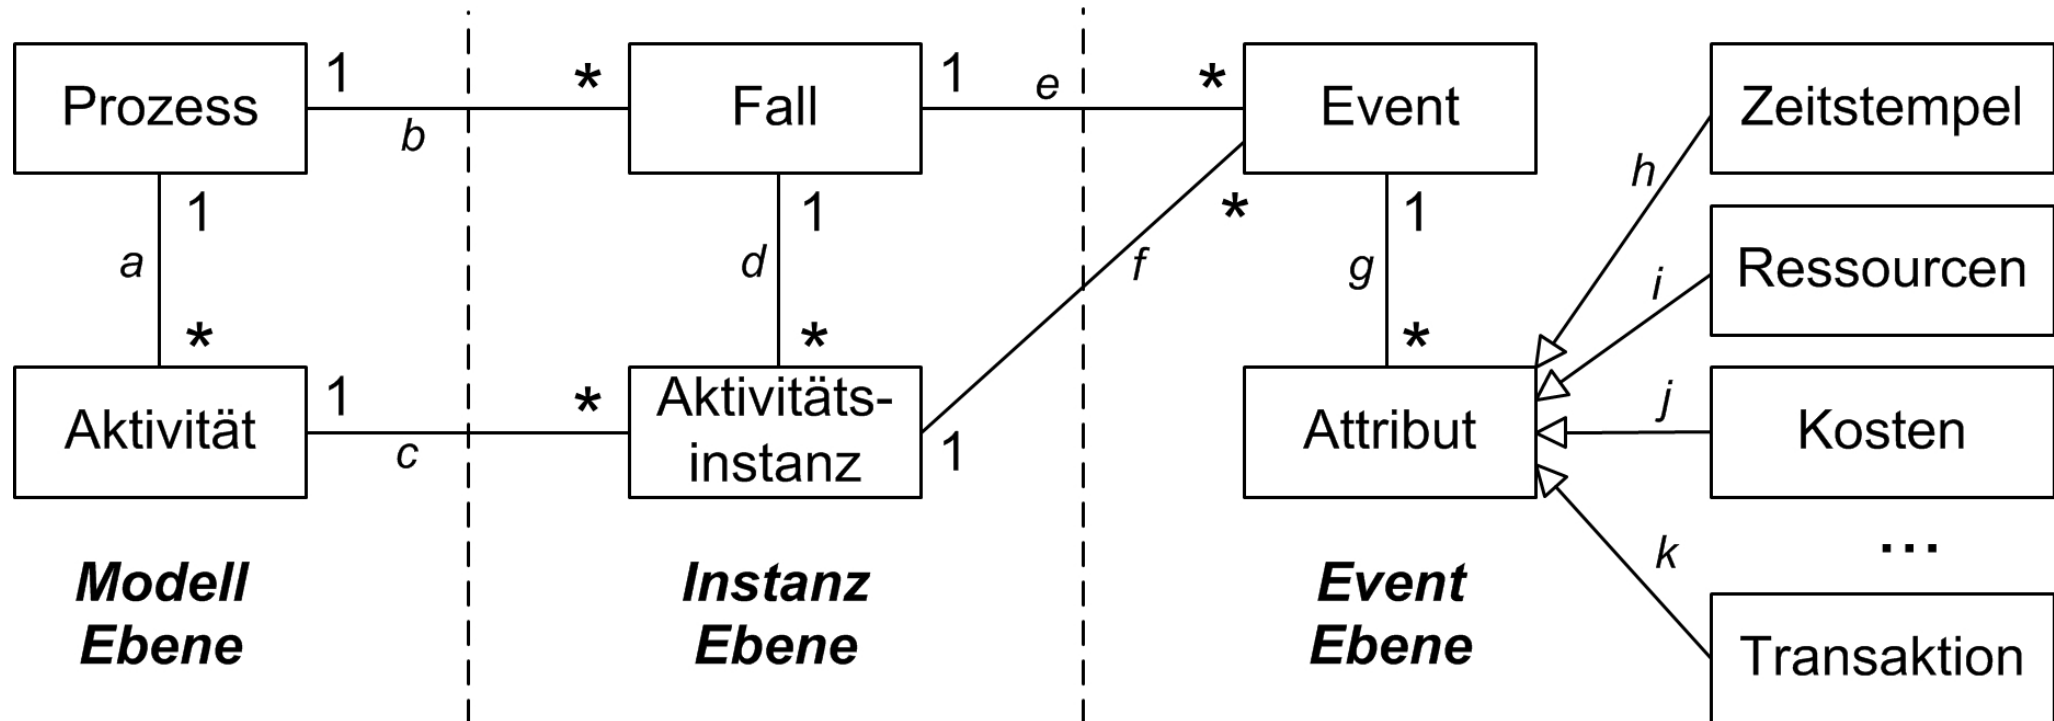 Prozess
1
b
*
Fall
1
e
*
Event
Zeitstempel
1
a
*
1
d
*
*
f
1
g
*
h
i
Ressourcen
Aktivität
1
c
*
Aktivitäts-
instanz
1
Attribut
j
Kosten
...
k
Transaktion
Modell
Ebene
Instanz
Ebene
Event
Ebene